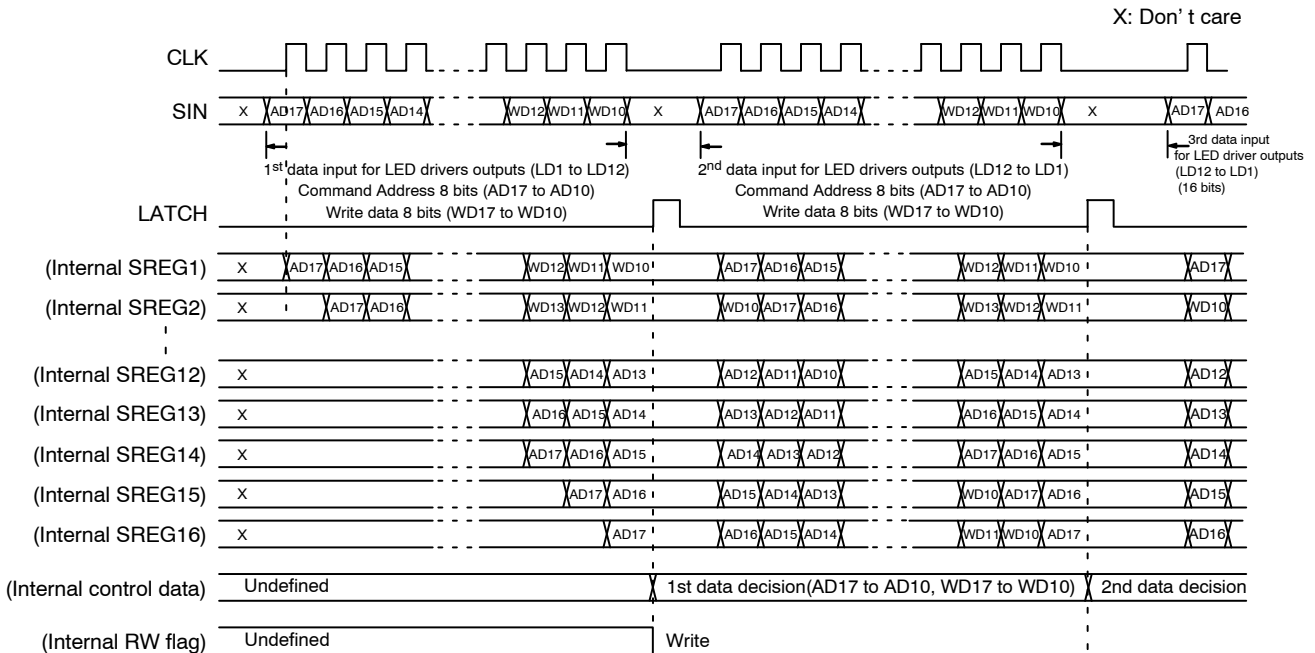 X: Don' t care
CLK
SIN X AD17 AD16 AD15 AD14 WD12 WD11 WD10 X AD17 AD16 AD15 AD14 WD12 WD11 WD10 X AD17 AD16
1st data input for LED drivers outputs (LD1 to LD12)
Command Address 8 bits (AD17 to AD10)
Write data 8 bits (WD17 to WD10)
2nd data input for LED drivers outputs (LD12 to LD1)
Command Address 8 bits (AD17 to AD10)
Write data 8 bits (WD17 to WD10)
3rd data input
for LED driver outputs
(LD12 to LD1)
(16 bits)
LATCH
(Internal SREG1) X AD17 AD16 AD15 WD12 WD11 WD10 AD17 AD16 AD15 WD12 WD11 WD10 AD17
(Internal SREG2) X AD17 AD16 WD13 WD12 WD11 WD10 AD17 AD16 WD13 WD12 WD11 WD10
(Internal SREG12) X AD15 AD14 AD13 AD12 AD11 AD10 AD15 AD14 AD13 AD12
(Internal SREG13) X AD16 AD15 AD14 AD13 AD12 AD11 AD16 AD15 AD14 AD13
(Internal SREG14) X AD17 AD16 AD15 AD14 AD13 AD12 AD17 AD16 AD15 AD14
(Internal SREG15) X AD17 AD16 AD15 AD14 AD13 WD10 AD17 AD16 AD15
(Internal SREG16) X AD17 AD16 AD15 AD14 WD11 WD10 AD17 AD16
(Internal control data) Undefined 1st data decision(AD17 to AD10, WD17 to WD10) 2nd data decision
(Internal RW flag) Undefined Write